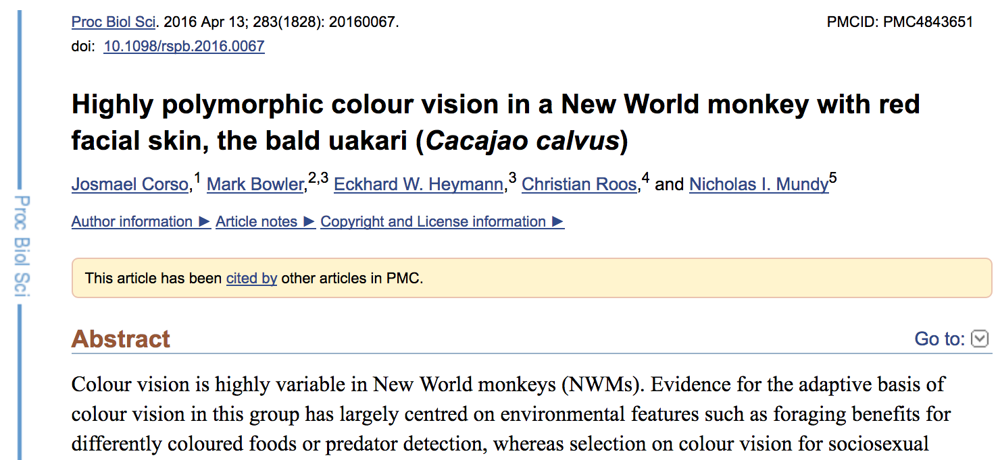 Proc Biol Sci. 2016 Apr 13; 283(1828): 20160067.
PMCID: PMC4843651
doi: 10.1098/rspb.2016.0067
Highly polymorphic colour vision in a New World monkey with red
facial skin, the bald uakari (Cacajao calvus)
Josmael Corso,1 Mark Bowler,2,3 Eckhard W. Heymann,3 Christian Roos,4 and Nicholas I. Mundy5
Author information ► Article notes ► Copyright and License information ►
This article has been cited by other articles in PMC.
Abstract
Go to:
Colour vision is highly variable in New World monkeys (NWMs). Evidence for the adaptive basis of
colour vision in this group has largely centred on environmental features such as foraging benefits for
differently coloured foods or predator detection, whereas selection on colour vision for sociosexual
Proc Biol Sci